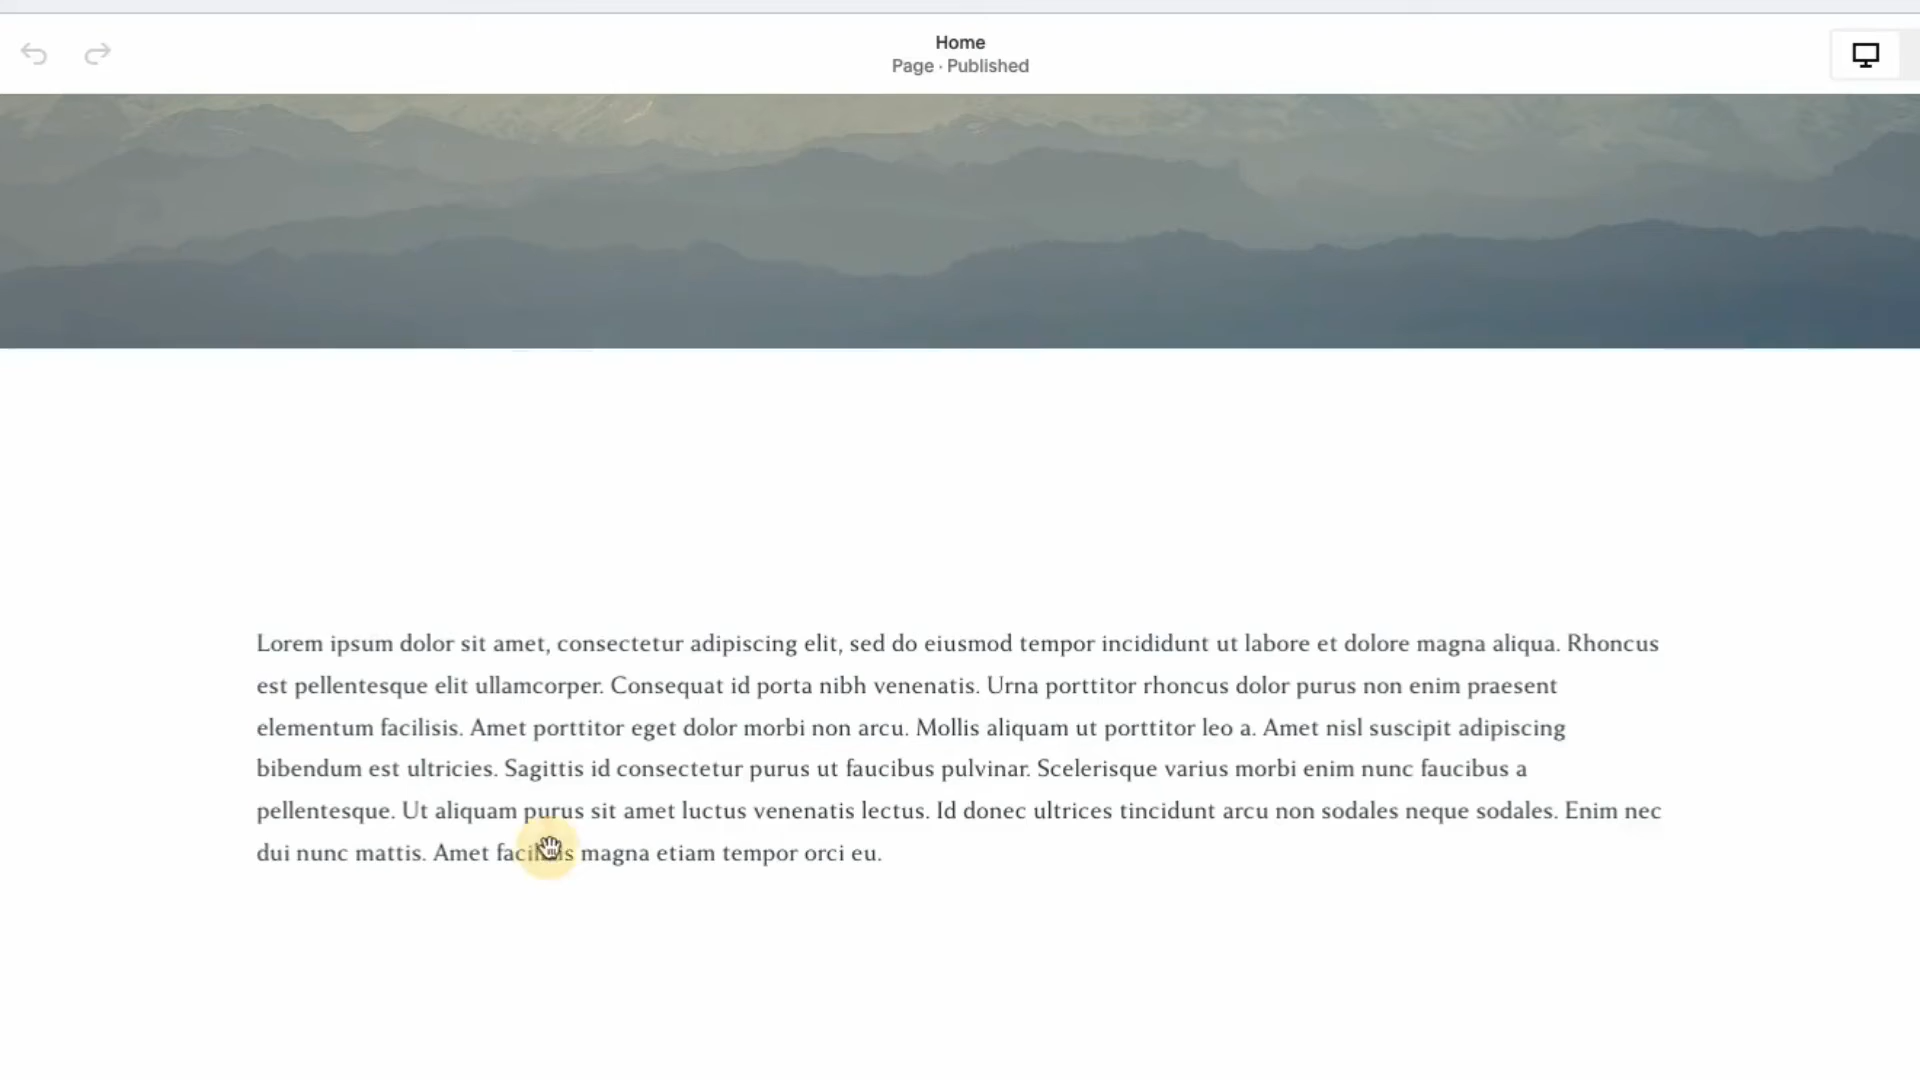 Home
Page · Published
Lorem ipsum dolor sit amet, consectetur adipiscing elit, sed do eiusmod tempor incididunt ut labore et dolore magna aliqua. Rhoncus
est pellentesque elit ullamcorper. Consequat id porta nibh venenatis. Urna porttitor rhoncus dolor purus non enim praesent
elementum facilisis. Amet porttitor eget dolor morbi non arcu. Mollis aliquam ut porttitor leo a. Amet nisl suscipit adipiscing
bibendum est ultricies. Sagittis id consectetur purus ut faucibus pulvinar. Scelerisque varius morbi enim nunc faucibus a
pellentesque. Ut aliquam purus sit amet luctus venenatis lectus. Id donec ultrices tincidunt arcu non sodales neque sodales. Enim nec
dui nunc mattis. Amet facilisis magna etiam tempor orci eu.